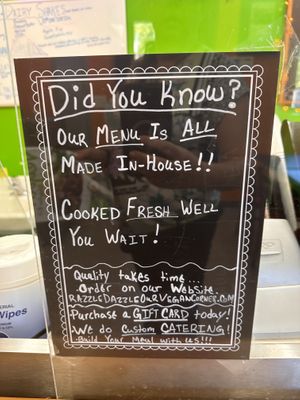 Did You Know?
Our Menu Is All
Made In-House!!
Cooked Fresh Well
You Wait!
Quality takes time...
Order on our Website.
RazzleDazzleOurVeganCorner.com
Purchase a Gift Card today!
We do Custom Catering!
Build Your Meal with us!!!
Wipes